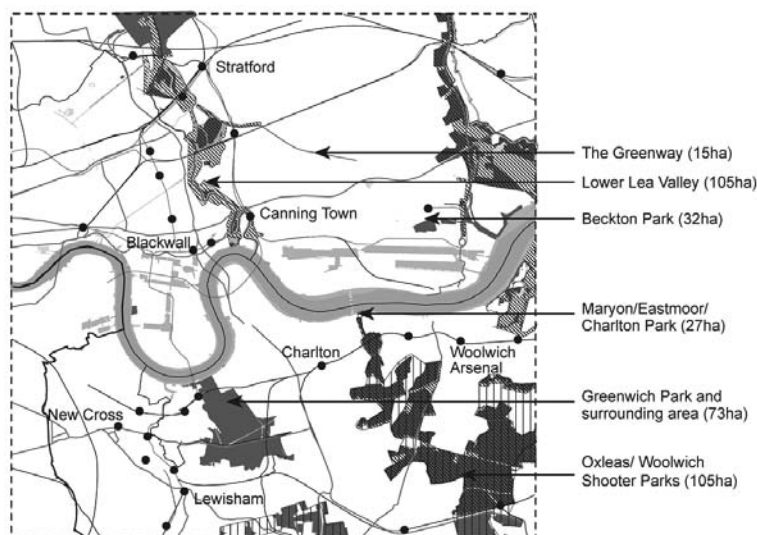 Stratford
The Greenway (15ha)
Lower Lea Valley (105ha)
Canning Town
Beckton Park (32ha)
Blackwall
Maryon/Eastmoor/
Charlton Park (27ha)
Charlton
Woolwich
Arsenal
New Cross
Greenwich Park and
surrounding area (73ha)
Oxleas/ Woolwich
Shooter Parks (105ha)
Lewisham